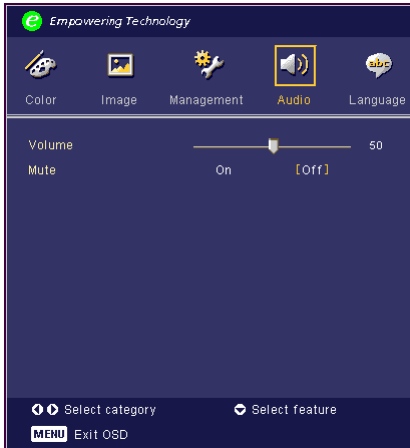 e Empowering Technology
Color Image Management Audio Language
Volume 50
Mute On [Off]
Select category Select feature
MENU Exit OSD